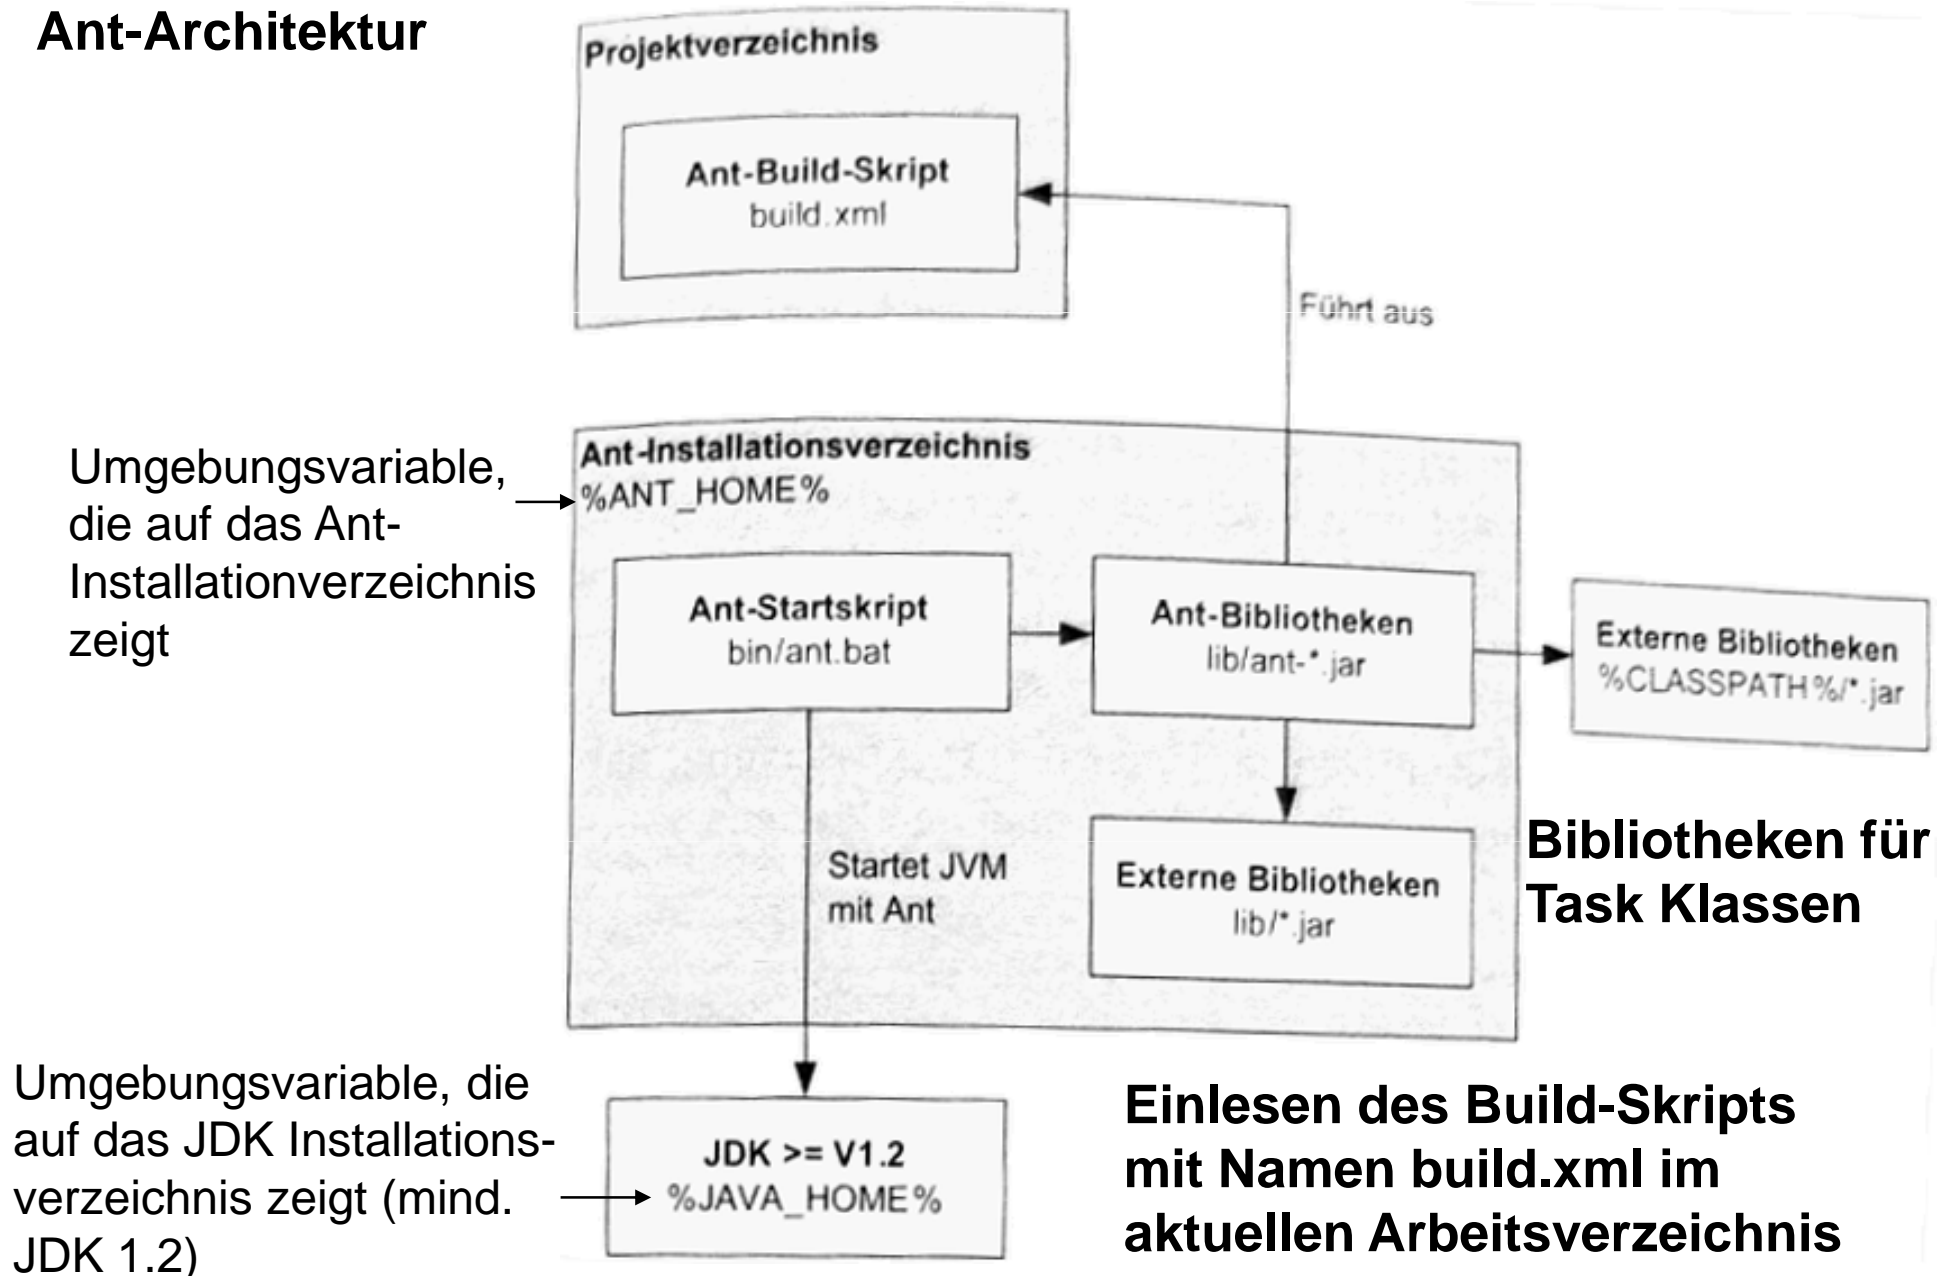 Ant-Architektur
Projektverzeichnis
Ant-Build-Skript
build.xml
Führt aus
Umgebungsvariable,
die auf das Ant-
Installationverzeichnis
zeigt
Ant-Installationsverzeichnis
%ANT_HOME%
Ant-Startskript
bin/ant.bat
Ant-Bibliotheken
lib/ant-*.jar
Externe Bibliotheken
%CLASSPATH%/*.jar
Startet JVM
mit Ant
Externe Bibliotheken
lib/*.jar
Bibliotheken für
Task Klassen
Umgebungsvariable, die
auf das JDK Installations-
verzeichnis zeigt (mind.
JDK 1.2)
JDK >= V1.2
%JAVA_HOME%
Einlesen des Build-Skripts
mit Namen build.xml im
aktuellen Arbeitsverzeichnis